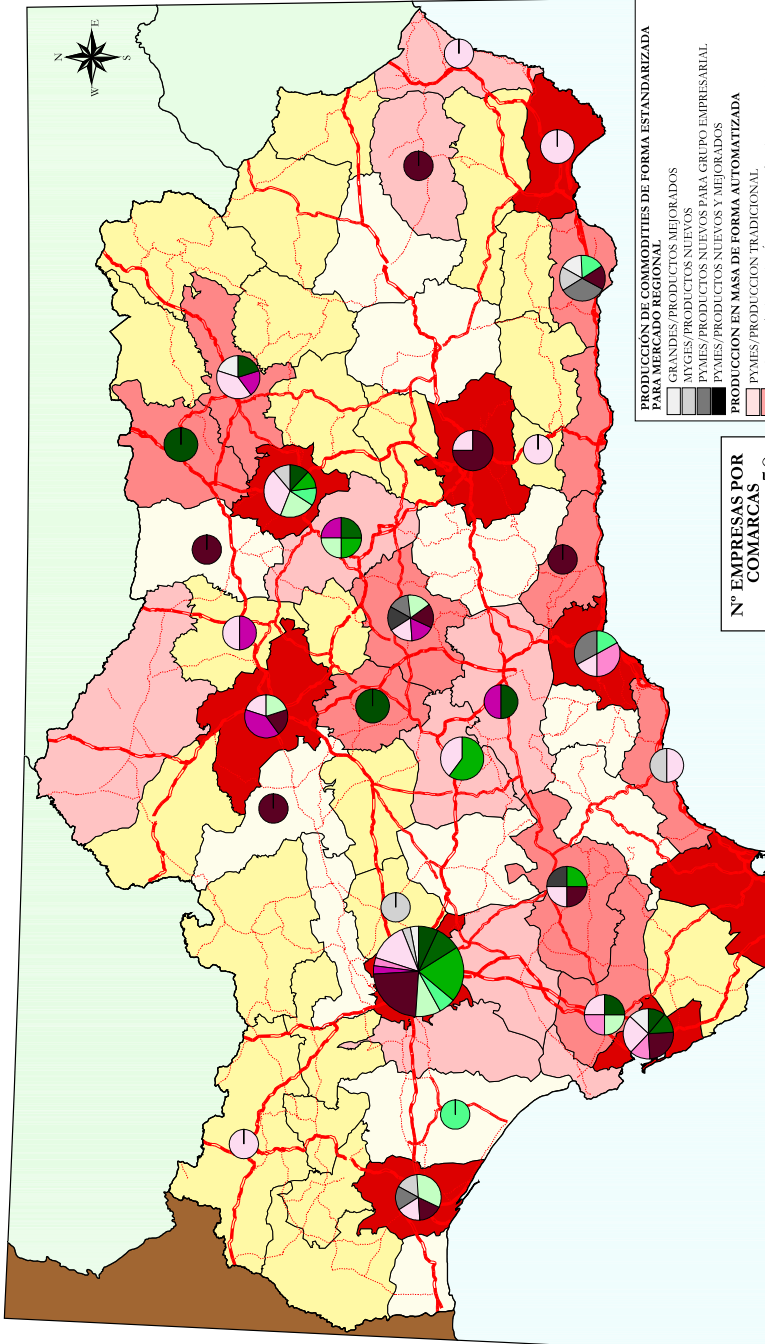 N
E
W
S
PRODUCCIÓN DE COMMODITIES DE FORMA ESTANDARIZADA
PARA MERCADO REGIONAL
GRANDES/PRODUCTOS MEJORADOS
MYGES/PRODUCTOS NUEVOS
PYMES/PRODUCTOS NUEVOS PARA GRUPO EMPRESARIAL
PYMES/PRODUCTOS NUEVOS Y MEJORADOS
PRODUCCION EN MASA DE FORMA AUTOMATIZADA
PYMES/PRODUCCION TRADICIONAL
Nº EMPRESAS POR
COMARCAS